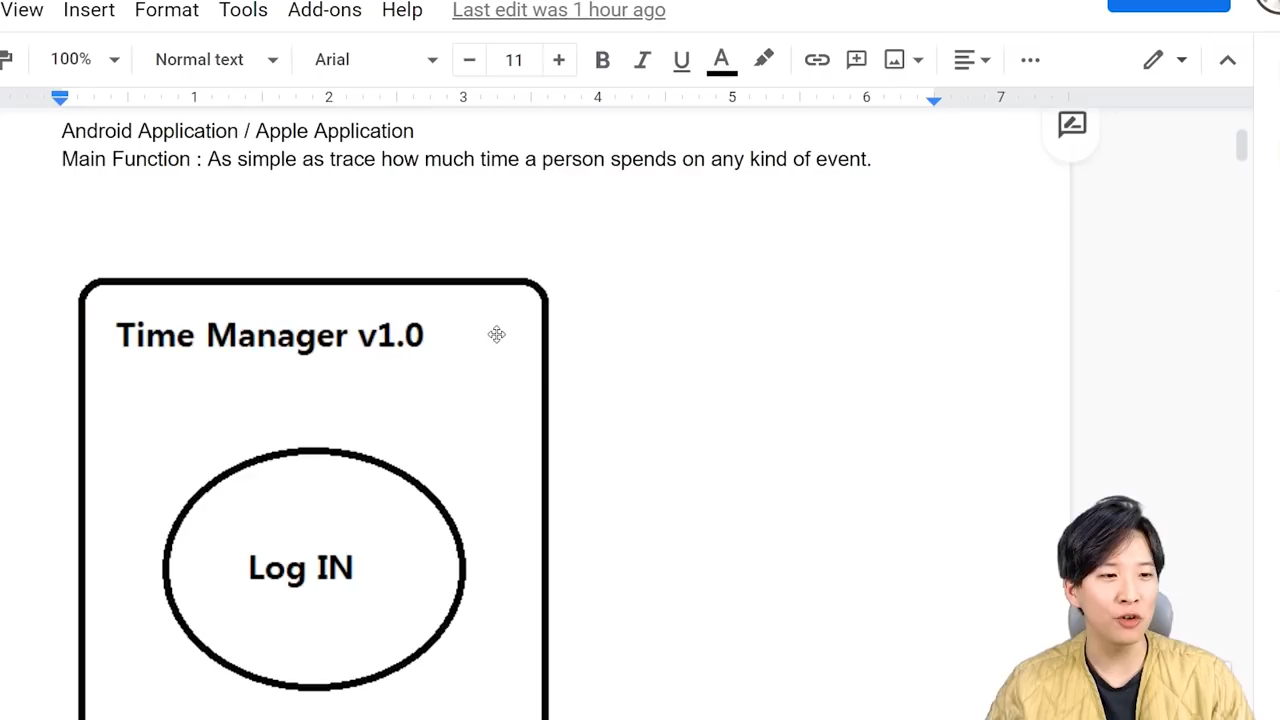 View Insert Format Tools Add-ons Help Last edit was 1 hour ago
100% Normal text Arial 11 B I U A
1 2 3 4 5 6 7
Android Application / Apple Application
Main Function : As simple as trace how much time a person spends on any kind of event.
Time Manager v1.0
Log IN